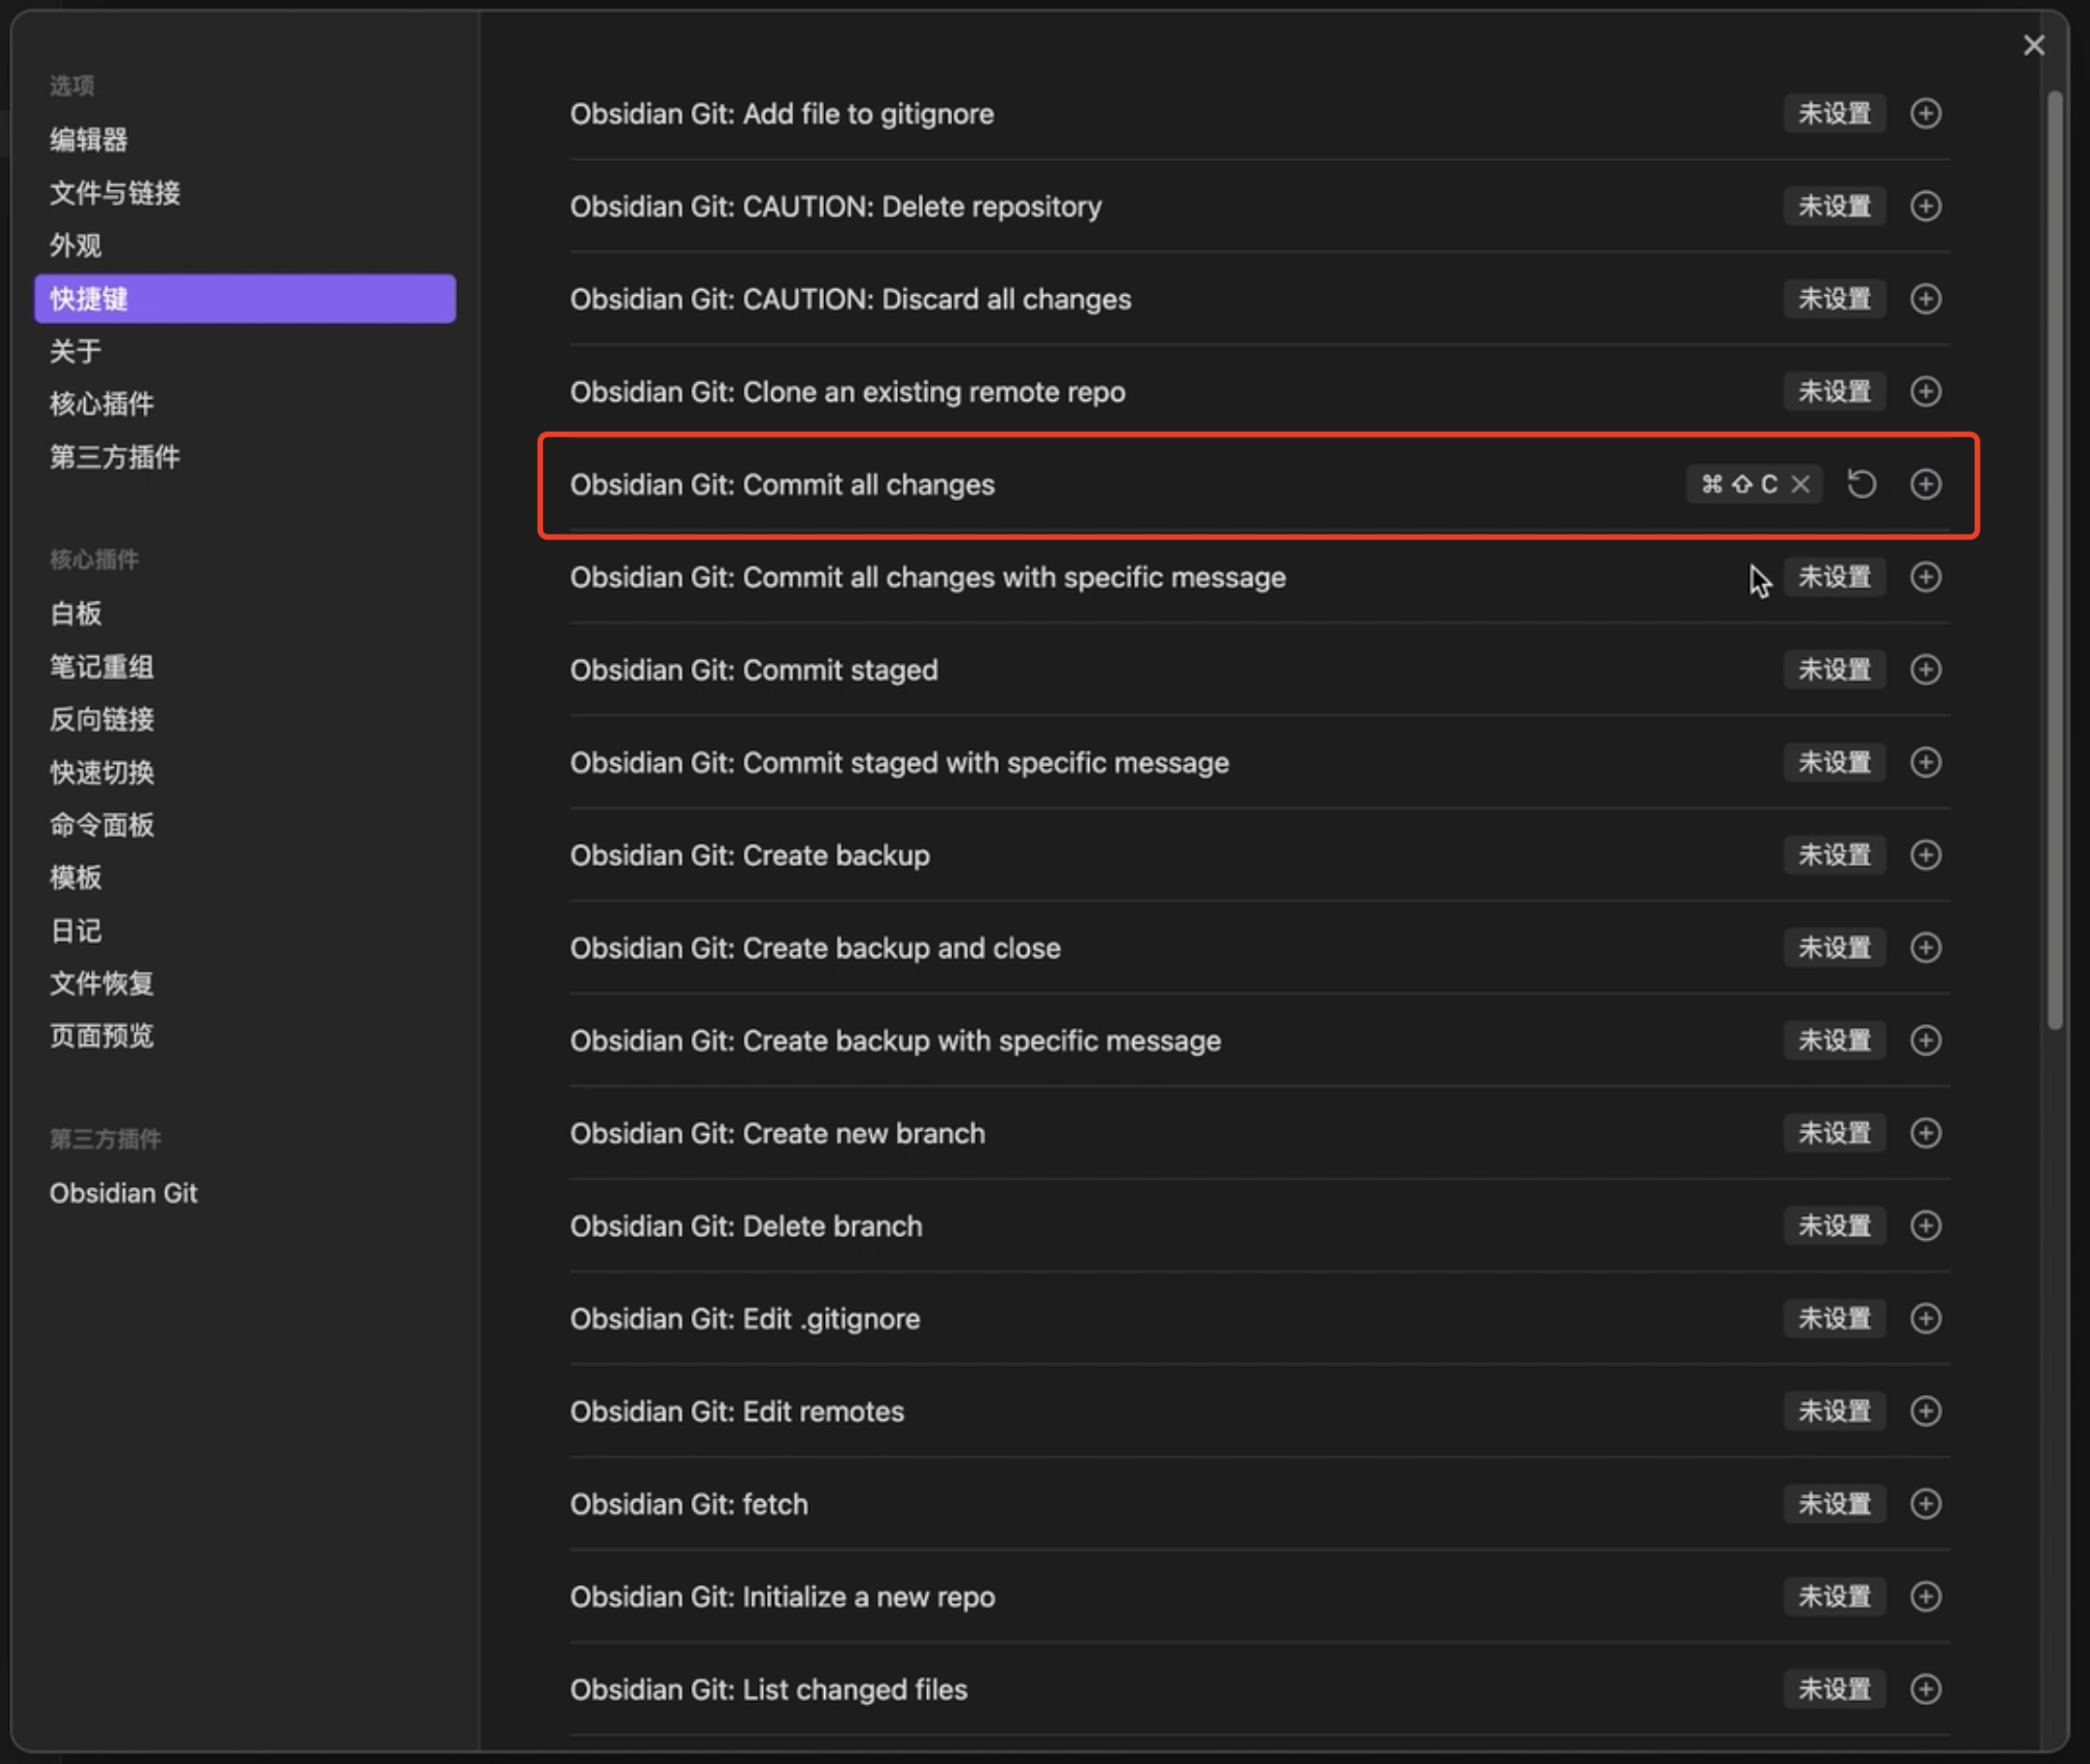 选项
编辑器
文件与链接
外观
快捷键
关于
核心插件
第三方插件
核心插件
白板
笔记重组
反向链接
快速切换
命令面板
模板
日记
文件恢复
页面预览
第三方插件
Obsidian Git
Obsidian Git: Add file to gitignore 未设置
Obsidian Git: CAUTION: Delete repository 未设置
Obsidian Git: CAUTION: Discard all changes 未设置
Obsidian Git: Clone an existing remote repo 未设置
Obsidian Git: Commit all changes ⌘ ⇧ C
Obsidian Git: Commit all changes with specific message 未设置
Obsidian Git: Commit staged 未设置
Obsidian Git: Commit staged with specific message 未设置
Obsidian Git: Create backup 未设置
Obsidian Git: Create backup and close 未设置
Obsidian Git: Create backup with specific message 未设置
Obsidian Git: Create new branch 未设置
Obsidian Git: Delete branch 未设置
Obsidian Git: Edit .gitignore 未设置
Obsidian Git: Edit remotes 未设置
Obsidian Git: fetch 未设置
Obsidian Git: Initialize a new repo 未设置
Obsidian Git: List changed files 未设置